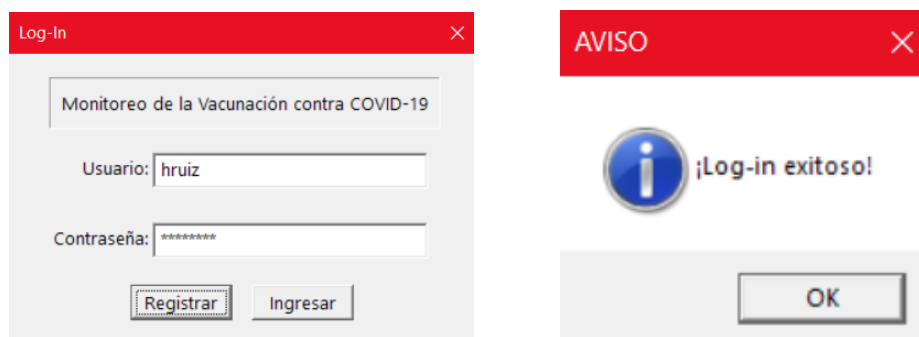 Log-In
Monitoreo de la Vacunación contra COVID-19
Usuario: hruiz
Contraseña: ********
Registrar Ingresar
AVISO
¡Log-in exitoso!
OK